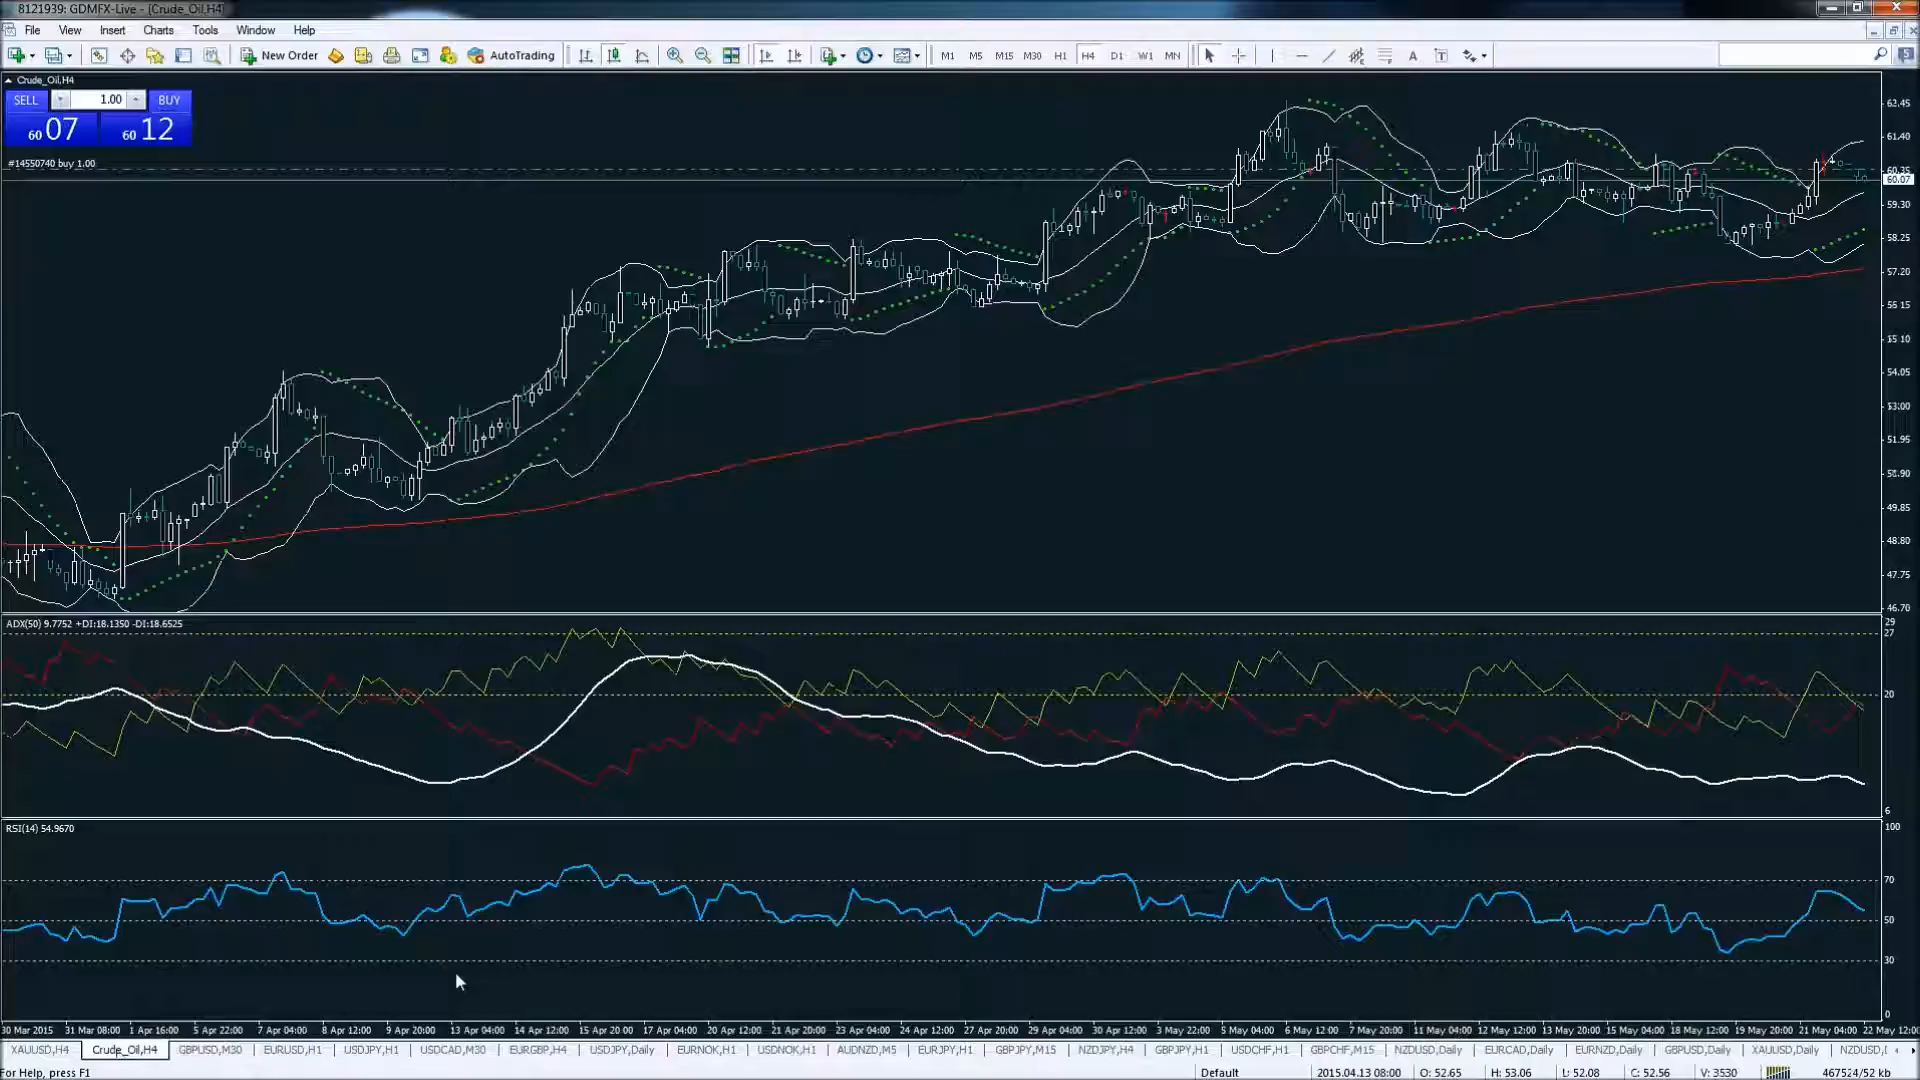 8121939: GDMFX-Live - [Crude_Oil,H4]
File View Insert Charts Tools Window Help
New Order AutoTrading M1 M5 M15 M30 H1 H4 D1 W1 MN A T 5
Crude_Oil,H4
SELL 1.00 BUY
60 07 60 12
#14550740 buy 1.00
62.45
61.40
60.35
60.07
59.30
58.25
57.20
56.15
55.10
54.05
53.00
51.95
50.90
49.85
48.80
47.75
46.70
ADX(50) 9.7752 +DI:18.1350 -DI:18.6525
29
27
20
6
RSI(14) 54.9670
100
70
50
30
0
30 Mar 2015 31 Mar 08:00 1 Apr 16:00 5 Apr 22:00 7 Apr 04:00 8 Apr 12:00 9 Apr 20:00 13 Apr 04:00 14 Apr 12:00 15 Apr 20:00 17 Apr 04:00 20 Apr 12:00 21 Apr 20:00 23 Apr 04:00 24 Apr 12:00 27 Apr 20:00 29 Apr 04:00 30 Apr 12:00 3 May 22:00 5 May 04:00 6 May 12:00 7 May 20:00 11 May 04:00 12 May 12:00 13 May 20:00 15 May 04:00 18 May 12:00 19 May 20:00 21 May 04:00 22 May 12:00
XAUUSD,H4 Crude_Oil,H4 GBPUSD,M30 EURUSD,H1 USDJPY,H1 USDCAD,M30 EURGBP,H4 USDJPY,Daily EURNOK,H1 USDNOK,H1 AUDNZD,M5 EURJPY,H1 GBPJPY,M15 NZDJPY,H4 GBPJPY,H1 USDCHF,H1 GBPCHF,M15 NZDUSD,Daily EURCAD,Daily EURNZD,Daily GBPUSD,Daily XAUUSD,Daily NZDUSD,
For Help, press F1 Default 2015.04.13 08:00 O: 52.65 H: 53.06 L: 52.08 C: 52.56 V: 3530 467524/52 kb